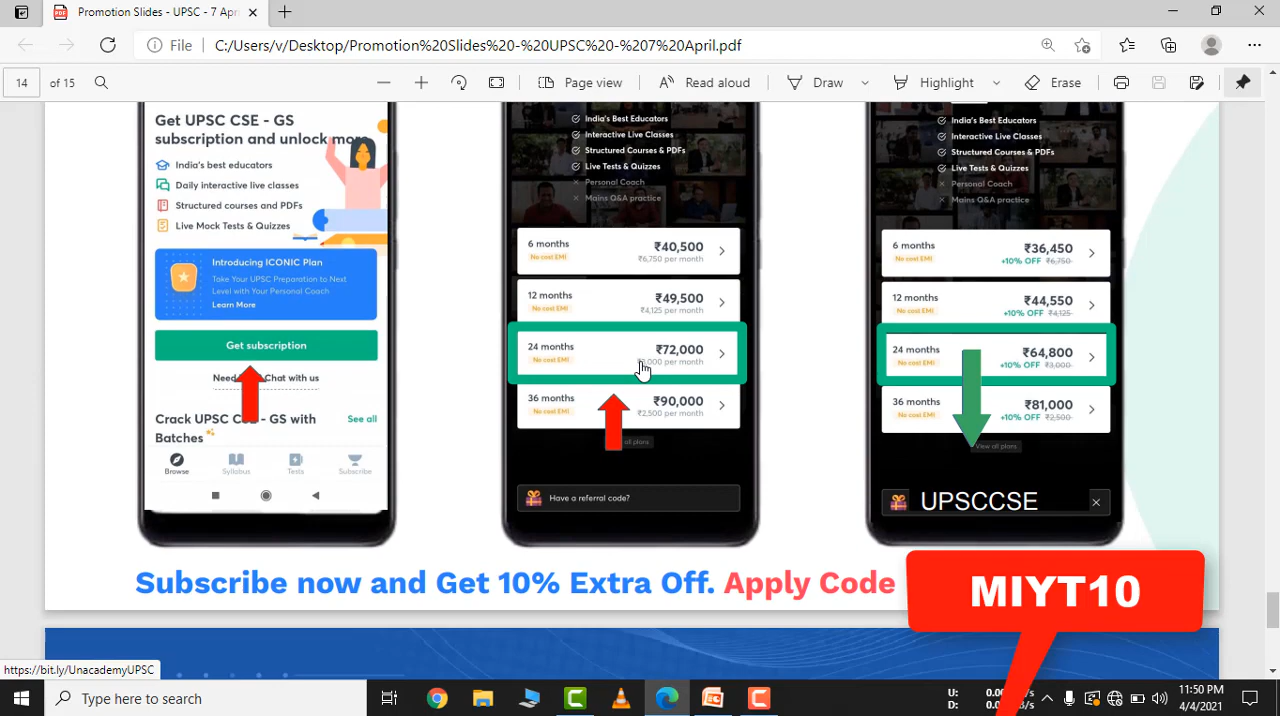 Promotion Slides - UPSC - 7 Apri
File
C:/Users/v/Desktop/Promotion%20Slides%20-%20UPSC%20-%207%20April.pdf
14 of 15
Page view
Read aloud
Draw
Highlight
Erase
Get UPSC CSE - GS
subscription and unlock more
India's best educators
Daily interactive live classes
Structured courses and PDFs
Live Mock Tests & Quizzes
Introducing ICONIC Plan
Take Your UPSC Preparation to Next
Level with Your Personal Coach
Learn More
Get subscription
Chat with us
Crack UPSC CSE - GS with
Batches
See all
Browse
Syllabus
Tests
Subscribe
India's Best Educators
Interactive Live Classes
Structured Courses & PDFs
Live Tests & Quizzes
Personal Coach
Mains Q&A practice
6 months ₹40,500
No cost EMI ₹6,750 per month
12 months ₹49,500
No cost EMI ₹4,125 per month
24 months ₹72,000
No cost EMI per month
36 months ₹90,000
No cost EMI ₹2,500 per month
all plans
Have a referral code?
India's Best Educators
Interactive Live Classes
Structured Courses & PDFs
Live Tests & Quizzes
Personal Coach
Mains Q&A practice
6 months ₹36,450
No cost EMI +10% OFF ₹6,750
12 months ₹44,550
No cost EMI +10% OFF ₹4,125
24 months ₹64,800
No cost EMI +10% OFF ₹3,000
36 months ₹81,000
No cost EMI +10% OFF ₹2,500
View all plans
UPSCCSE
Subscribe now and Get 10% Extra Off. Apply Code
MIYT10
https://bit.ly/UnacademyUPSC
Type here to search
U:
D:
11:50 PM
4/4/2021